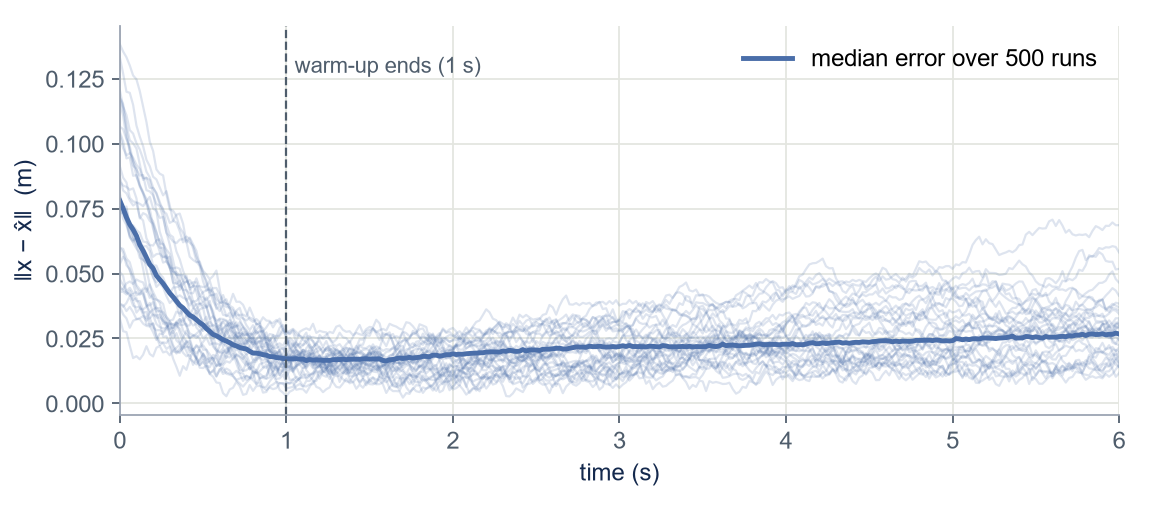 warm-up ends (1 s)
median error over 500 runs
0.125
0.100
0.075
0.050
0.025
0.000
‖x − x̂‖ (m)
0 1 2 3 4 5 6
time (s)